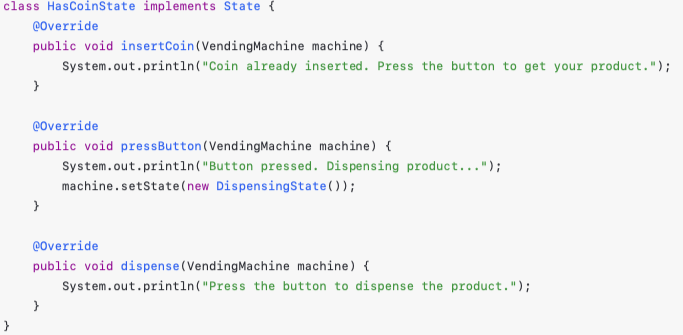 class HasCoinState implements State {
    @Override
    public void insertCoin(VendingMachine machine) {
        System.out.println("Coin already inserted. Press the button to get your product.");
    }

    @Override
    public void pressButton(VendingMachine machine) {
        System.out.println("Button pressed. Dispensing product...");
        machine.setState(new DispensingState());
    }

    @Override
    public void dispense(VendingMachine machine) {
        System.out.println("Press the button to dispense the product.");
    }
}